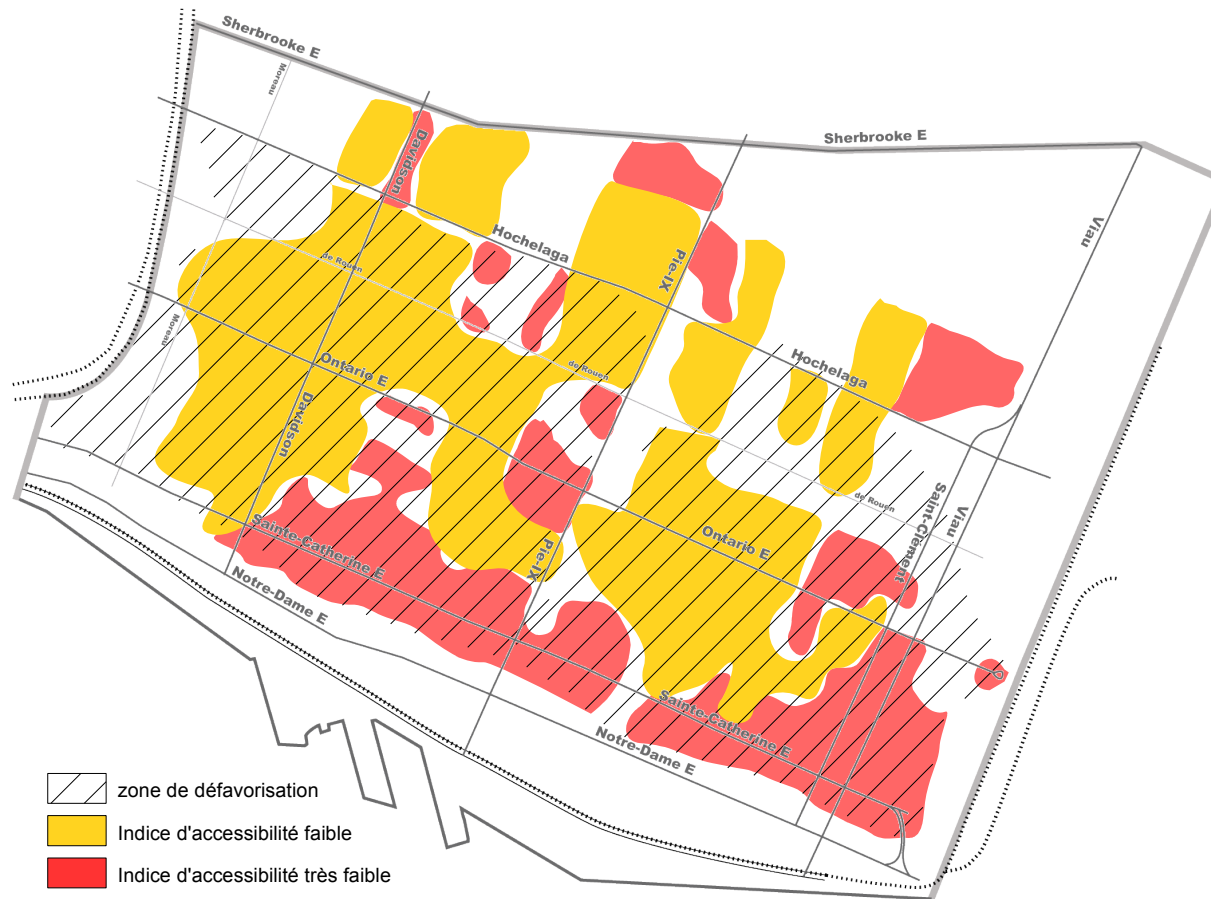 Sherbrooke E
Moreau
Sherbrooke E
Davidson
Viau
Hochelaga
Pie-IX
de Rouen
Moreau
Ontario E
Hochelaga
de Rouen
Davidson
Saint-Clément
de Rouen
Viau
Ontario E
Sainte-Catherine E
Pie-IX
Notre-Dame E
Sainte-Catherine E
Notre-Dame E
zone de défavorisation
Indice d'accessibilité faible
Indice d'accessibilité très faible